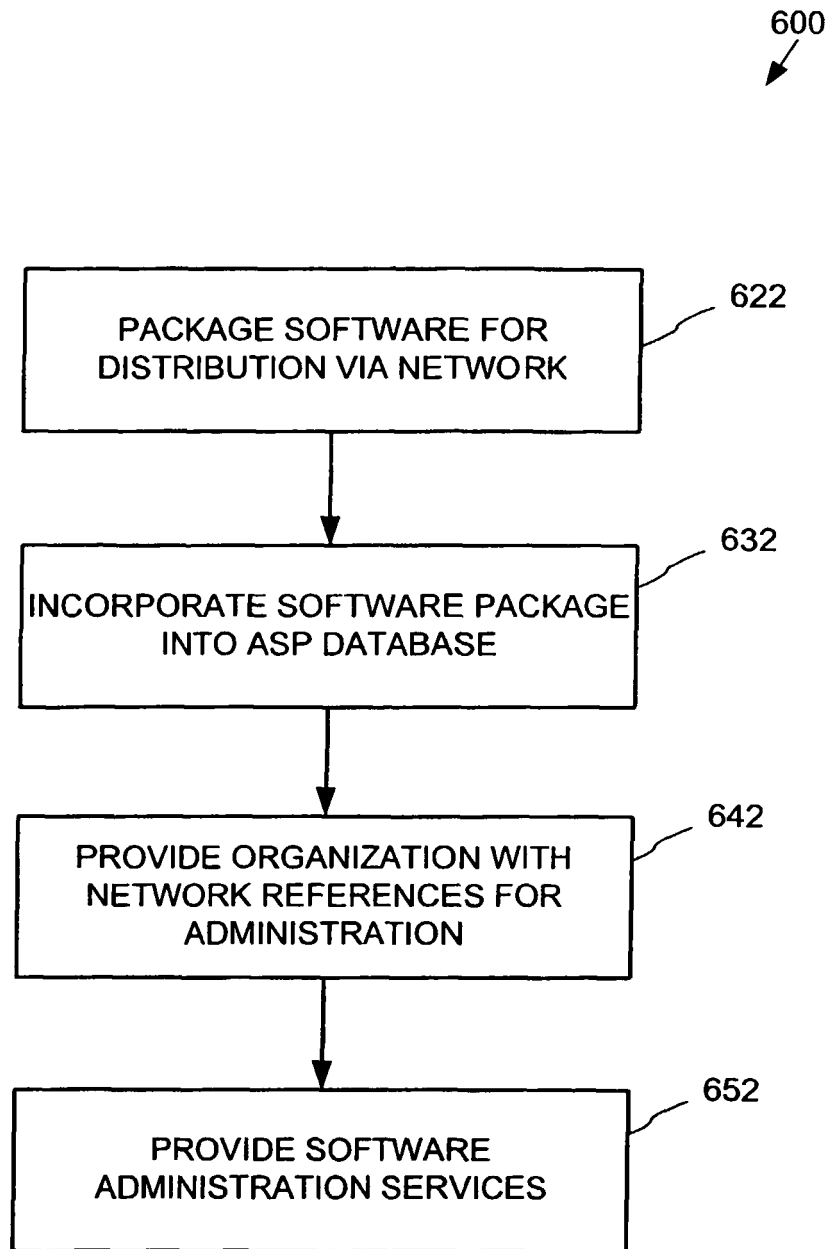 600
PACKAGE SOFTWARE FOR
DISTRIBUTION VIA NETWORK
622
INCORPORATE SOFTWARE PACKAGE
INTO ASP DATABASE
632
PROVIDE ORGANIZATION WITH
NETWORK REFERENCES FOR
ADMINISTRATION
642
PROVIDE SOFTWARE
ADMINISTRATION SERVICES
652